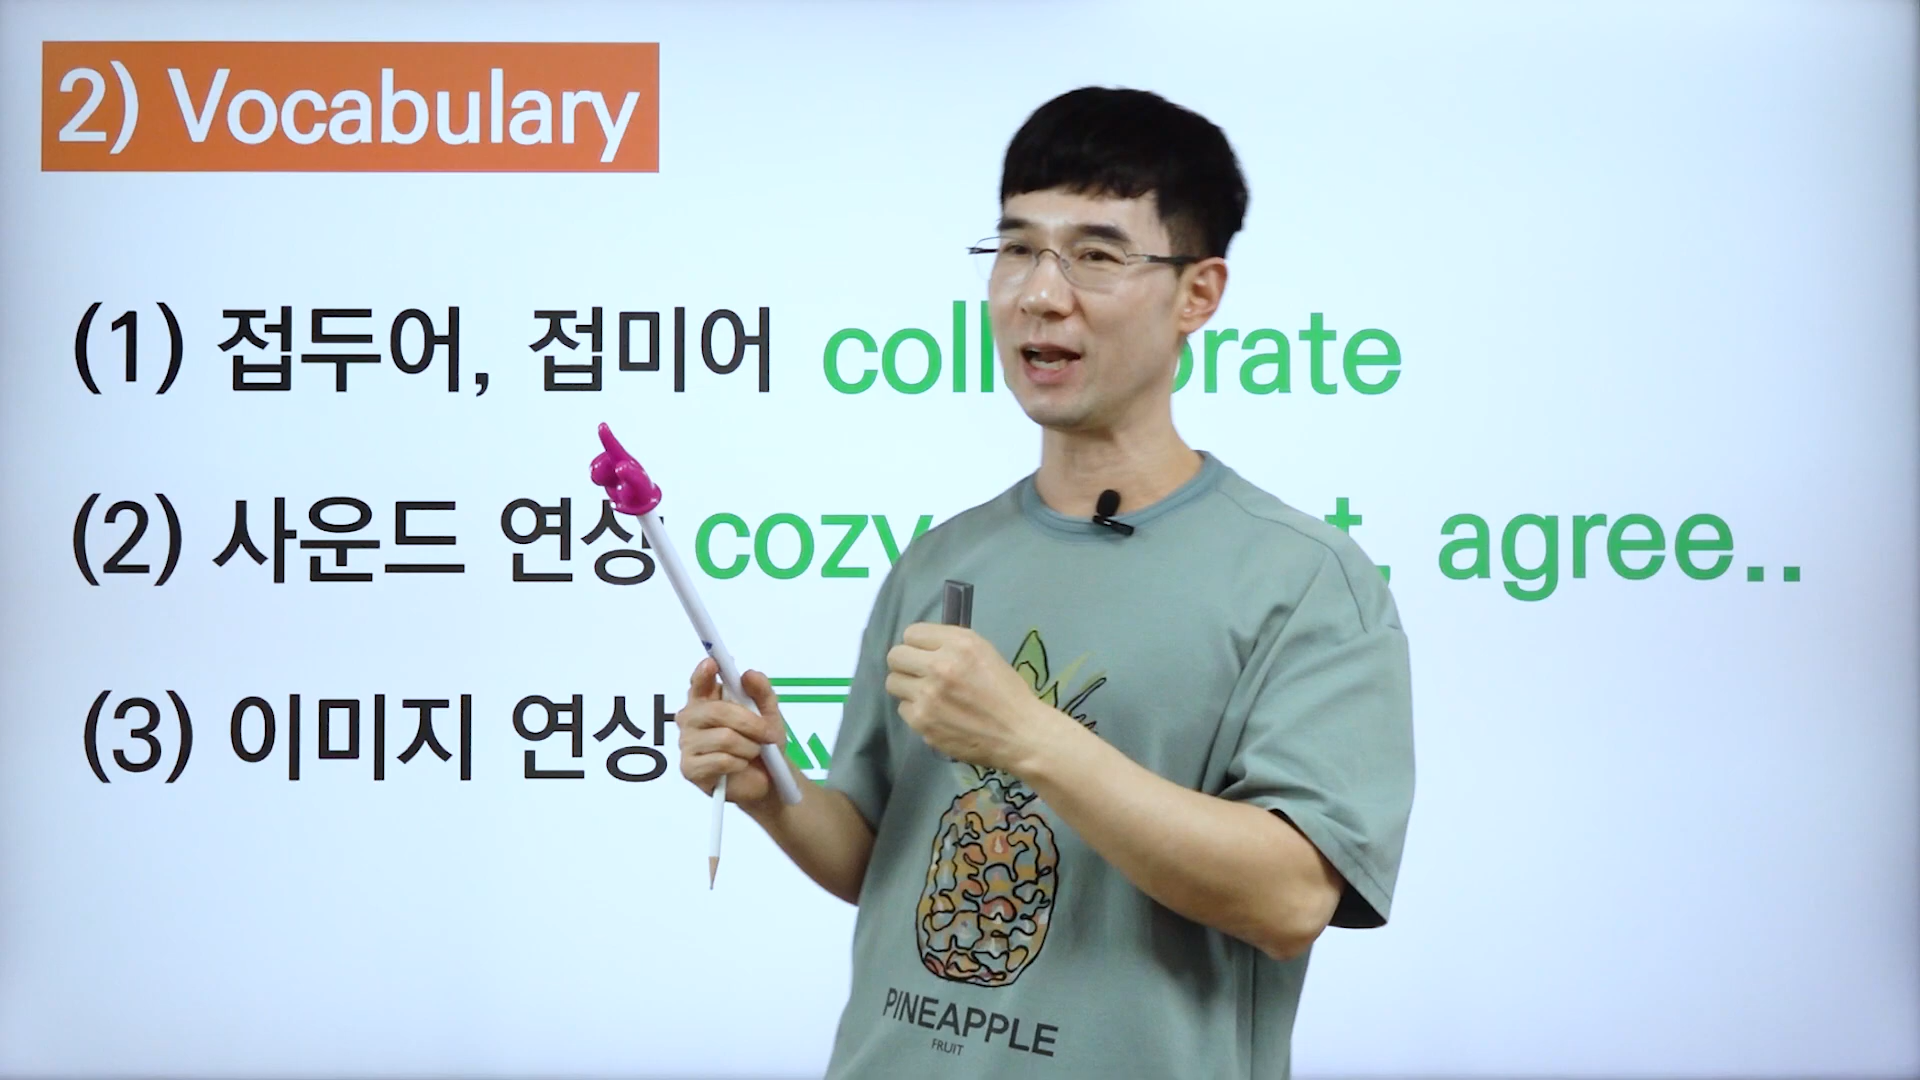 2) Vocabulary
(1) 접두어, 접미어
(2) 사운드 연상 cozy agree..
(3) 이미지 연상
PINEAPPLE
FRUIT